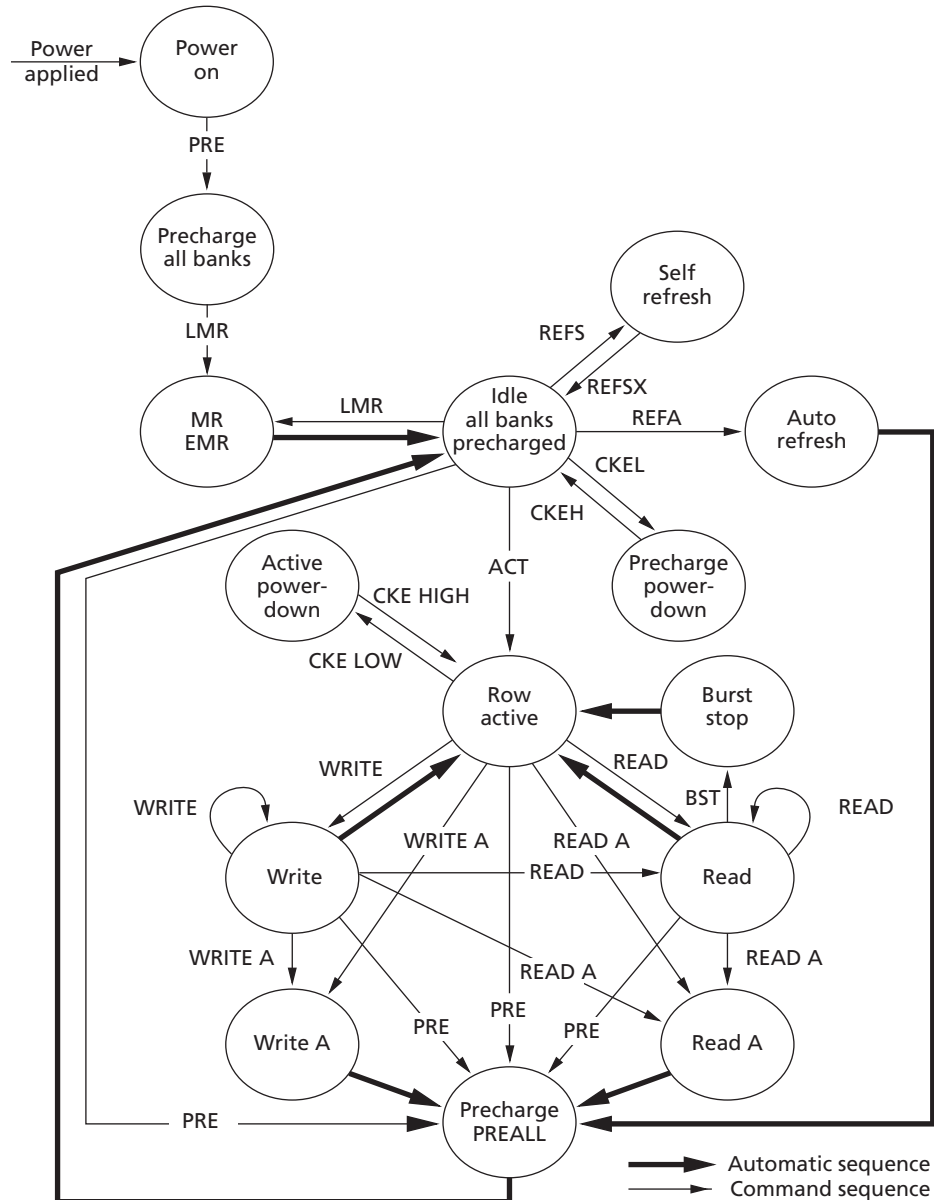 Power
applied
Power
on
PRE
Precharge
all banks
LMR
Self
refresh
REFS
REFSX
MR
EMR
LMR
Idle
all banks
precharged
REFA
Auto
refresh
CKEL
CKEH
Precharge
power-
down
ACT
Active
power-
down
CKE HIGH
CKE LOW
Row
active
Burst
stop
WRITE
READ
BST
WRITE
READ
WRITE A
READ A
Write
READ
Read
WRITE A
READ A
READ A
PRE
PRE
PRE
Write A
Read A
Precharge
PREALL
PRE
Automatic sequence
Command sequence